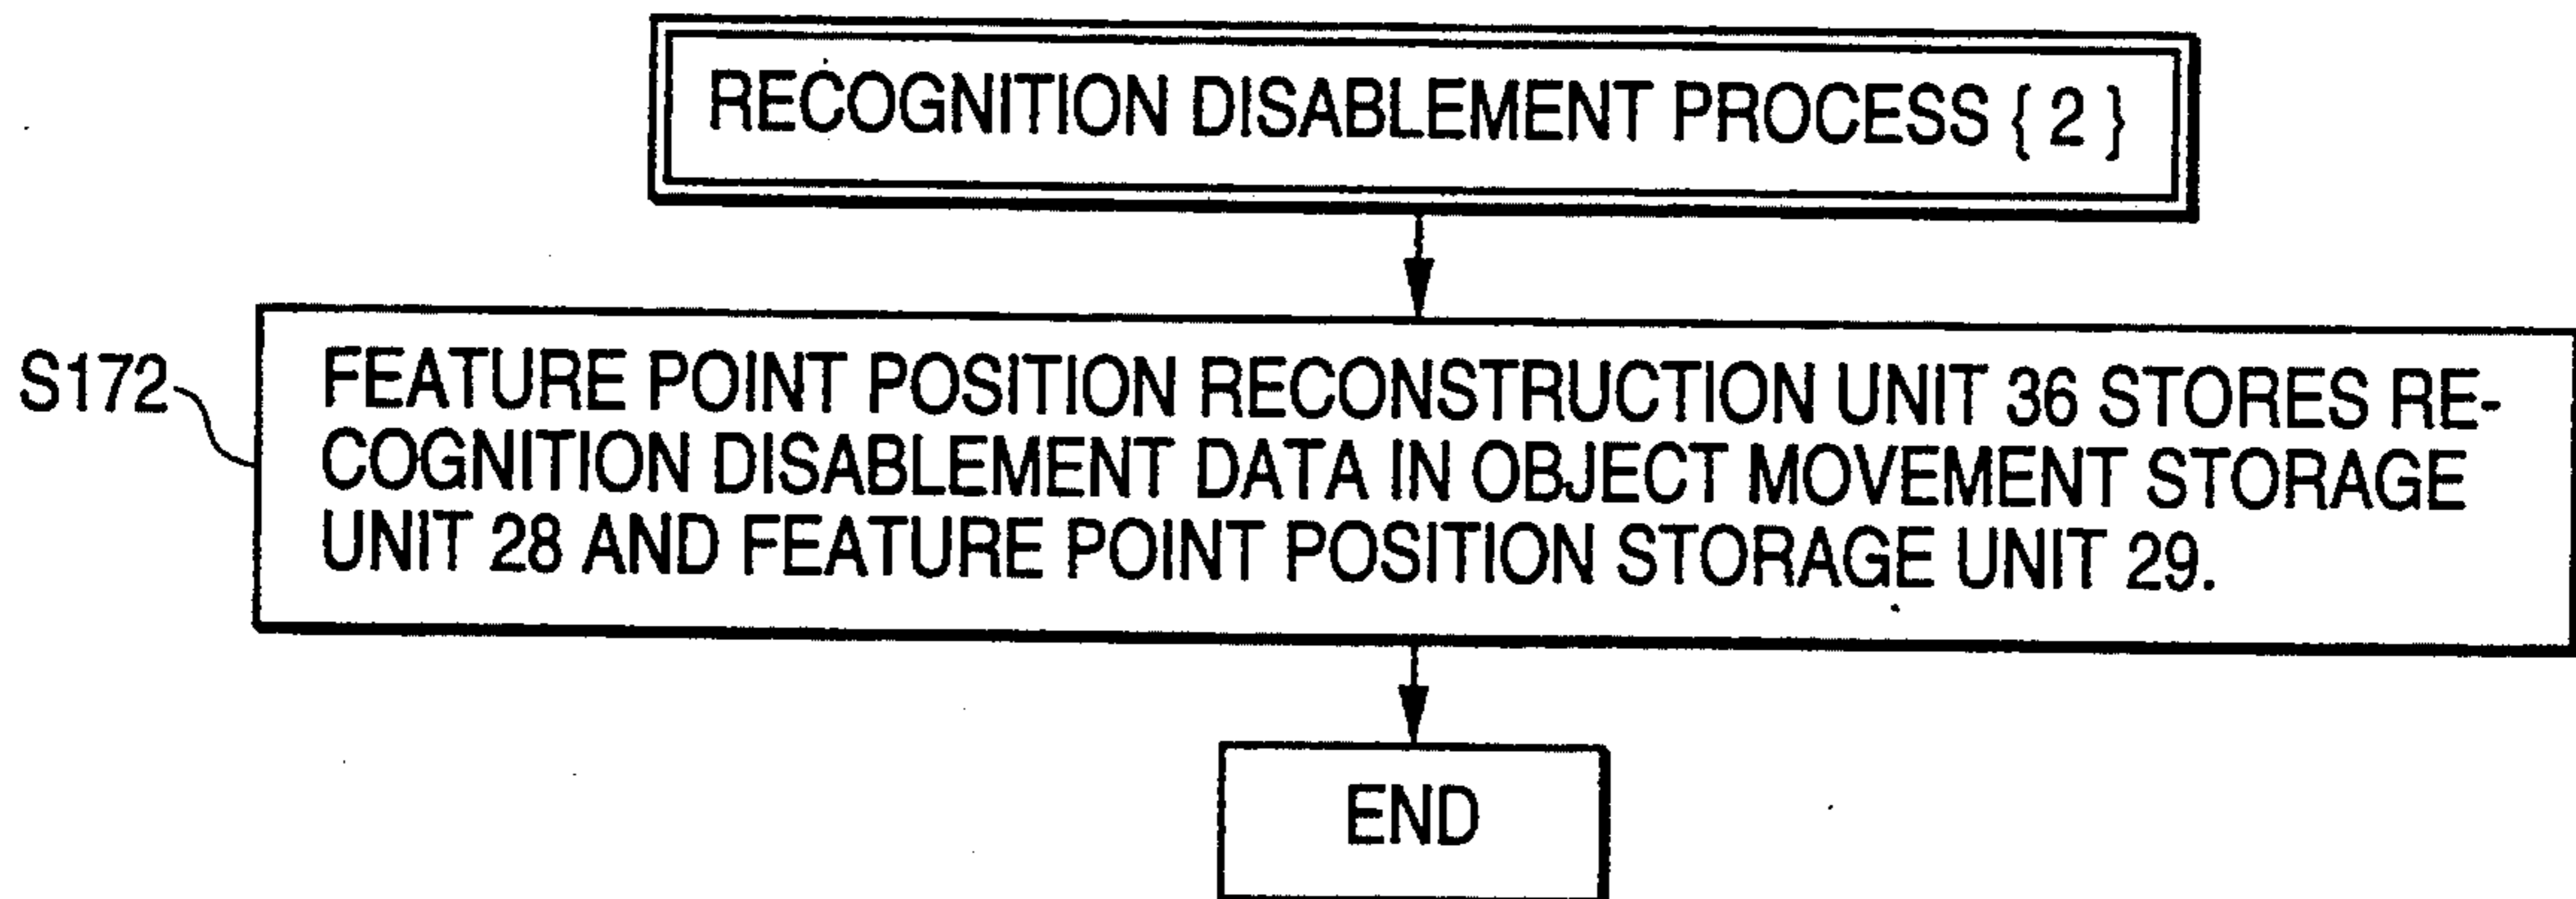 RECOGNITION DISABLEMENT PROCESS { 2 }
S172
FEATURE POINT POSITION RECONSTRUCTION UNIT 36 STORES RE-
COGNITION DISABLEMENT DATA IN OBJECT MOVEMENT STORAGE
UNIT 28 AND FEATURE POINT POSITION STORAGE UNIT 29.
END